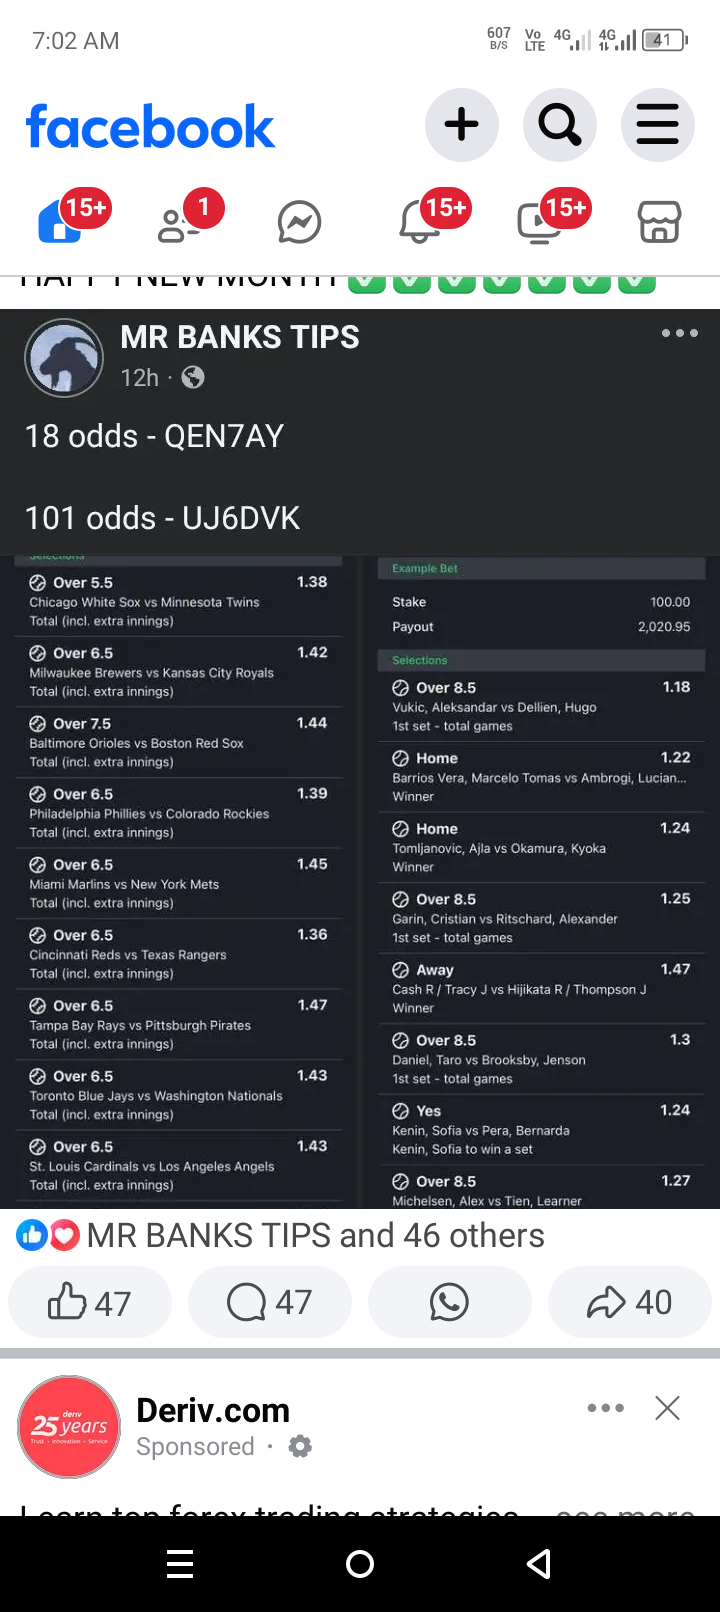 7:02 AM
607 B/S Vo LTE 4G 4G 41
facebook
15+ 1 15+ 15+
HAPPY NEW MONTH
MR BANKS TIPS
12h ·
18 odds - QEN7AY
101 odds - UJ6DVK
Selections
Over 5.5 1.38
Chicago White Sox vs Minnesota Twins
Total (incl. extra innings)
Over 6.5 1.42
Milwaukee Brewers vs Kansas City Royals
Total (incl. extra innings)
Over 7.5 1.44
Baltimore Orioles vs Boston Red Sox
Total (incl. extra innings)
Over 6.5 1.39
Philadelphia Phillies vs Colorado Rockies
Total (incl. extra innings)
Over 6.5 1.45
Miami Marlins vs New York Mets
Total (incl. extra innings)
Over 6.5 1.36
Cincinnati Reds vs Texas Rangers
Total (incl. extra innings)
Over 6.5 1.47
Tampa Bay Rays vs Pittsburgh Pirates
Total (incl. extra innings)
Over 6.5 1.43
Toronto Blue Jays vs Washington Nationals
Total (incl. extra innings)
Over 6.5 1.43
St. Louis Cardinals vs Los Angeles Angels
Total (incl. extra innings)
Example Bet
Stake 100.00
Payout 2,020.95
Selections
Over 8.5 1.18
Vukic, Aleksandar vs Dellien, Hugo
1st set - total games
Home 1.22
Barrios Vera, Marcelo Tomas vs Ambrogi, Lucian...
Winner
Home 1.24
Tomljanovic, Ajla vs Okamura, Kyoka
Winner
Over 8.5 1.25
Garin, Cristian vs Ritschard, Alexander
1st set - total games
Away 1.47
Cash R / Tracy J vs Hijikata R / Thompson J
Winner
Over 8.5 1.3
Daniel, Taro vs Brooksby, Jenson
1st set - total games
Yes 1.24
Kenin, Sofia vs Pera, Bernarda
Kenin, Sofia to win a set
Over 8.5 1.27
Michelsen, Alex vs Tien, Learner
MR BANKS TIPS and 46 others
47 47 40
deriv
25 years
Trust - Innovation - Service
Deriv.com
Sponsored ·
Learn top forex trading strategies ... see more